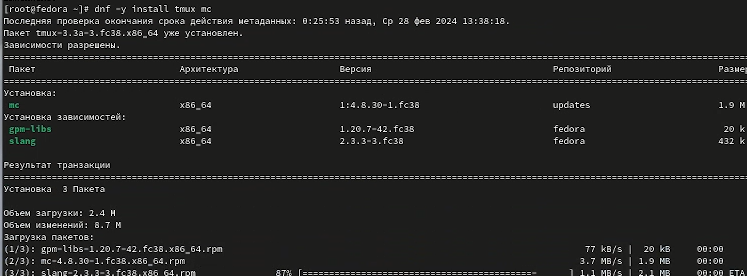 [root@fedora ~]# dnf -y install tmux mc
Последняя проверка окончания срока действия метаданных: 0:25:53 назад, Ср 28 фев 2024 13:38:18.
Пакет tmux-3.3a-3.fc38.x86_64 уже установлен.
Зависимости разрешены.
================================================================================
Пакет Архитектура Версия Репозиторий Разме
================================================================================
Установка:
mc x86_64 1:4.8.30-1.fc38 updates 1.9 M
Установка зависимостей:
gpm-libs x86_64 1.20.7-42.fc38 fedora 20 k
slang x86_64 2.3.3-3.fc38 fedora 432 k
Результат транзакции
================================================================================
Установка 3 Пакета
Объем загрузки: 2.4 M
Объем изменений: 8.7 M
Загрузка пакетов:
(1/3): gpm-libs-1.20.7-42.fc38.x86_64.rpm 77 kB/s | 20 kB 00:00
(2/3): mc-4.8.30-1.fc38.x86_64.rpm 3.7 MB/s | 1.9 MB 00:00
(3/3): slang-2.3.3-3.fc38.x86_64.rpm 87% [===========================================- ] 1.1 MB/s | 2.1 MB 00:00 ETA